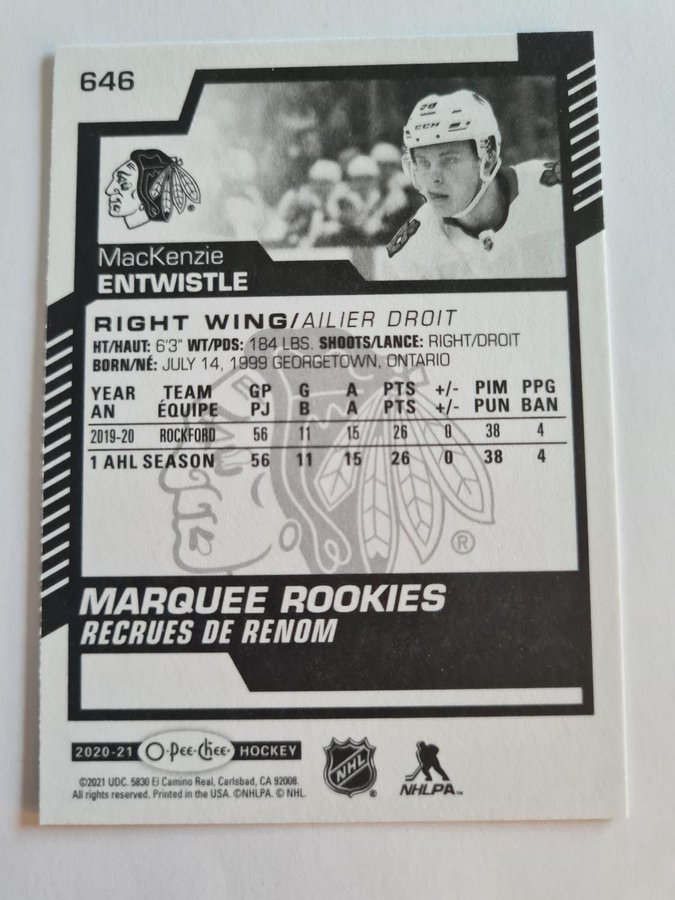 646
28
CCM
MacKenzie
ENTWISTLE
RIGHT WING/AILIER DROIT
HT/HAUT: 6'3" WT/PDS: 184 LBS. SHOOTS/LANCE: RIGHT/DROIT
BORN/NÉ: JULY 14, 1999 GEORGETOWN, ONTARIO
YEAR TEAM GP G A PTS +/- PIM PPG
AN ÉQUIPE PJ B A PTS +/- PUN BAN
2019-20 ROCKFORD 56 11 15 26 0 38 4
1 AHL SEASON 56 11 15 26 0 38 4
®
MARQUEE ROOKIES
RECRUES DE RENOM
2020-21 O-Pee-Chee HOCKEY
NHL
NHLPA™
©2021 UDC. 5830 El Camino Real, Carlsbad, CA 92008.
All rights reserved. Printed in the USA. ©NHLPA. © NHL.